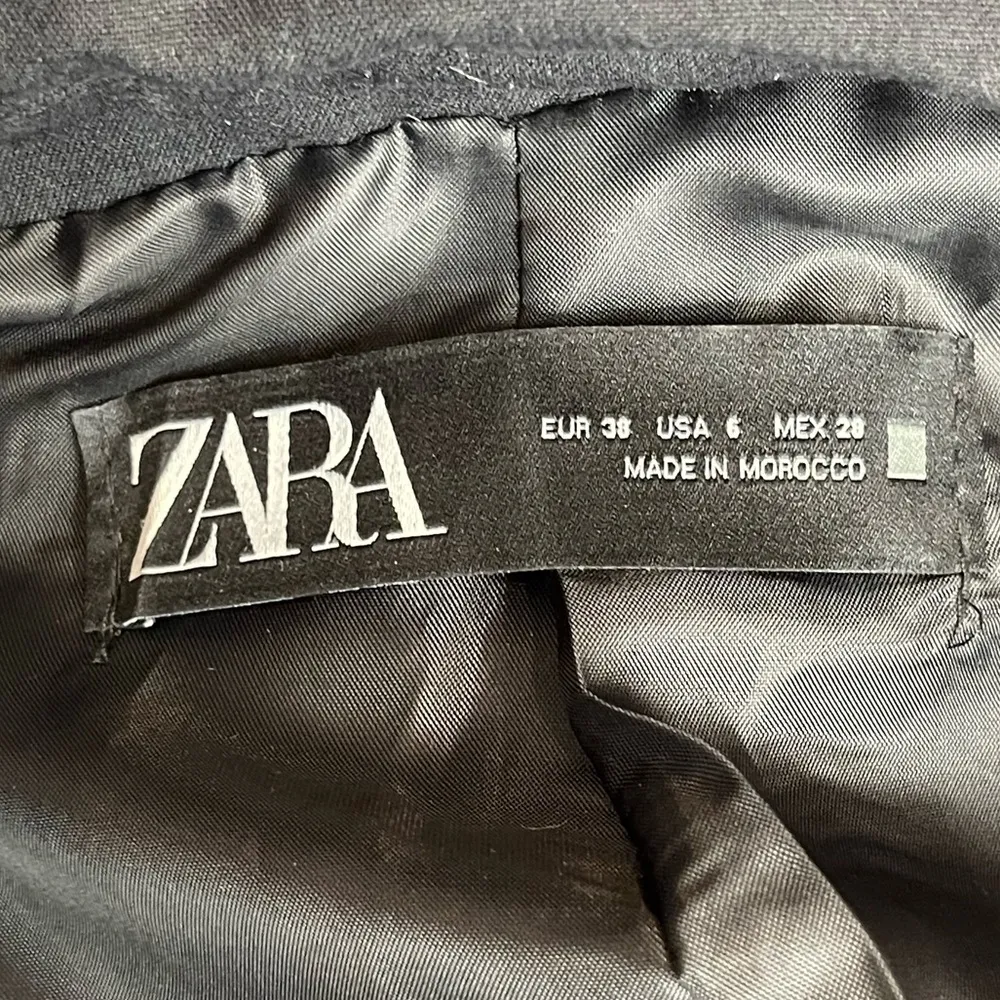 ZARA
EUR 38 USA 6 MEX 28
MADE IN MOROCCO